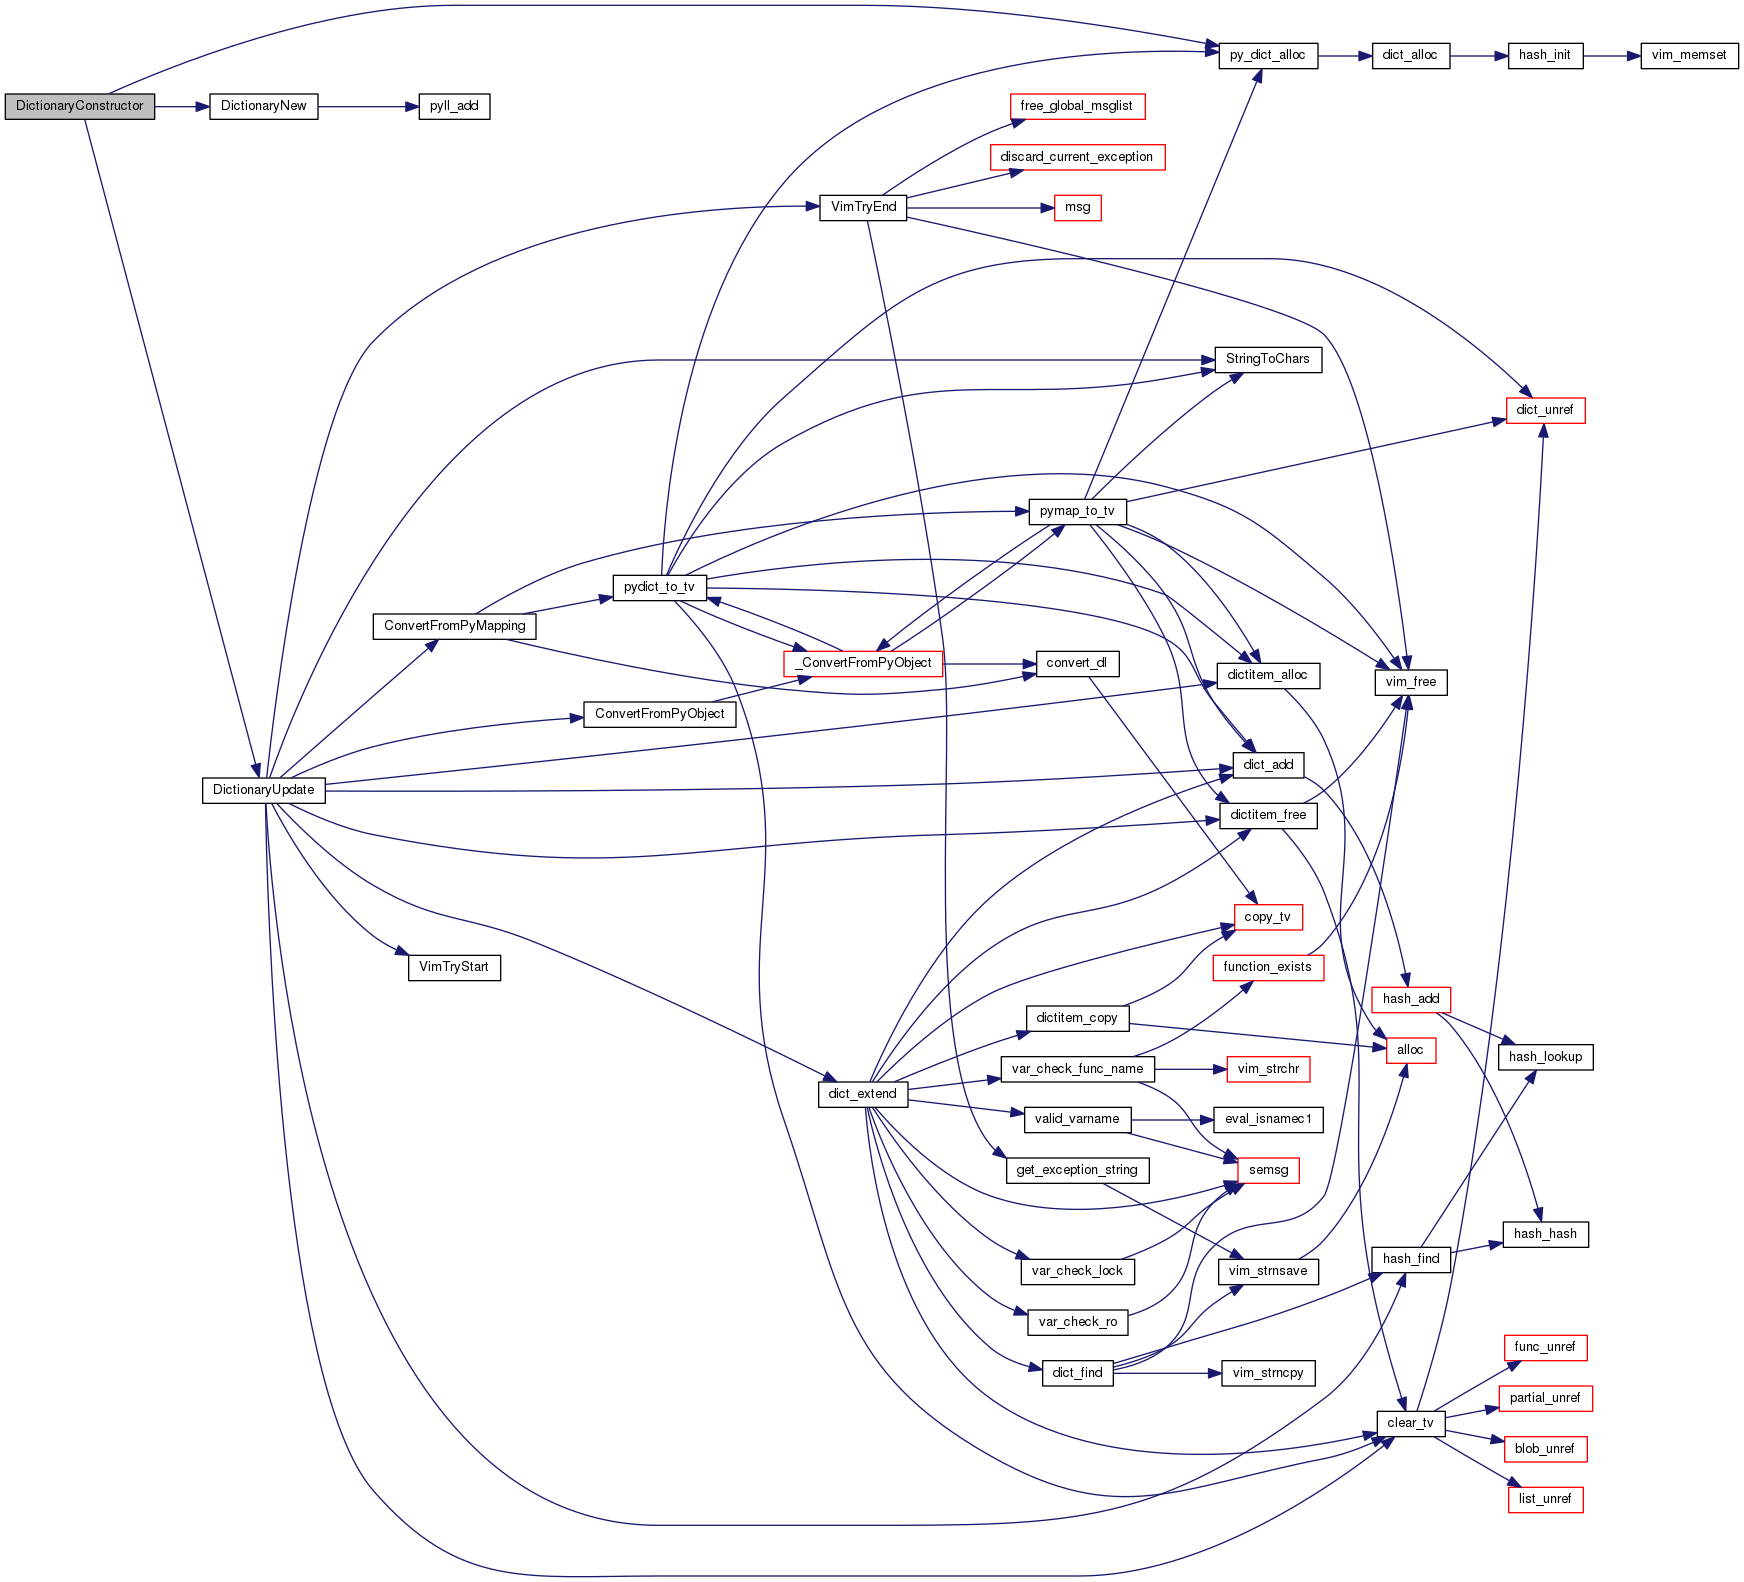 DictionaryConstructor
DictionaryNew
pyll_add
py_dict_alloc
dict_alloc
hash_init
vim_memset
free_global_msglist
discard_current_exception
VimTryEnd
msg
StringToChars
dict_unref
pymap_to_tv
pydict_to_tv
ConvertFromPyMapping
_ConvertFromPyObject
convert_dl
dictitem_alloc
vim_free
ConvertFromPyObject
dict_add
DictionaryUpdate
dictitem_free
copy_tv
VimTryStart
function_exists
hash_add
dictitem_copy
alloc
hash_lookup
var_check_func_name
vim_strchr
dict_extend
valid_varname
eval_isnamec1
get_exception_string
semsg
hash_hash
hash_find
var_check_lock
vim_strnsave
var_check_ro
func_unref
dict_find
vim_strncpy
partial_unref
clear_tv
blob_unref
list_unref